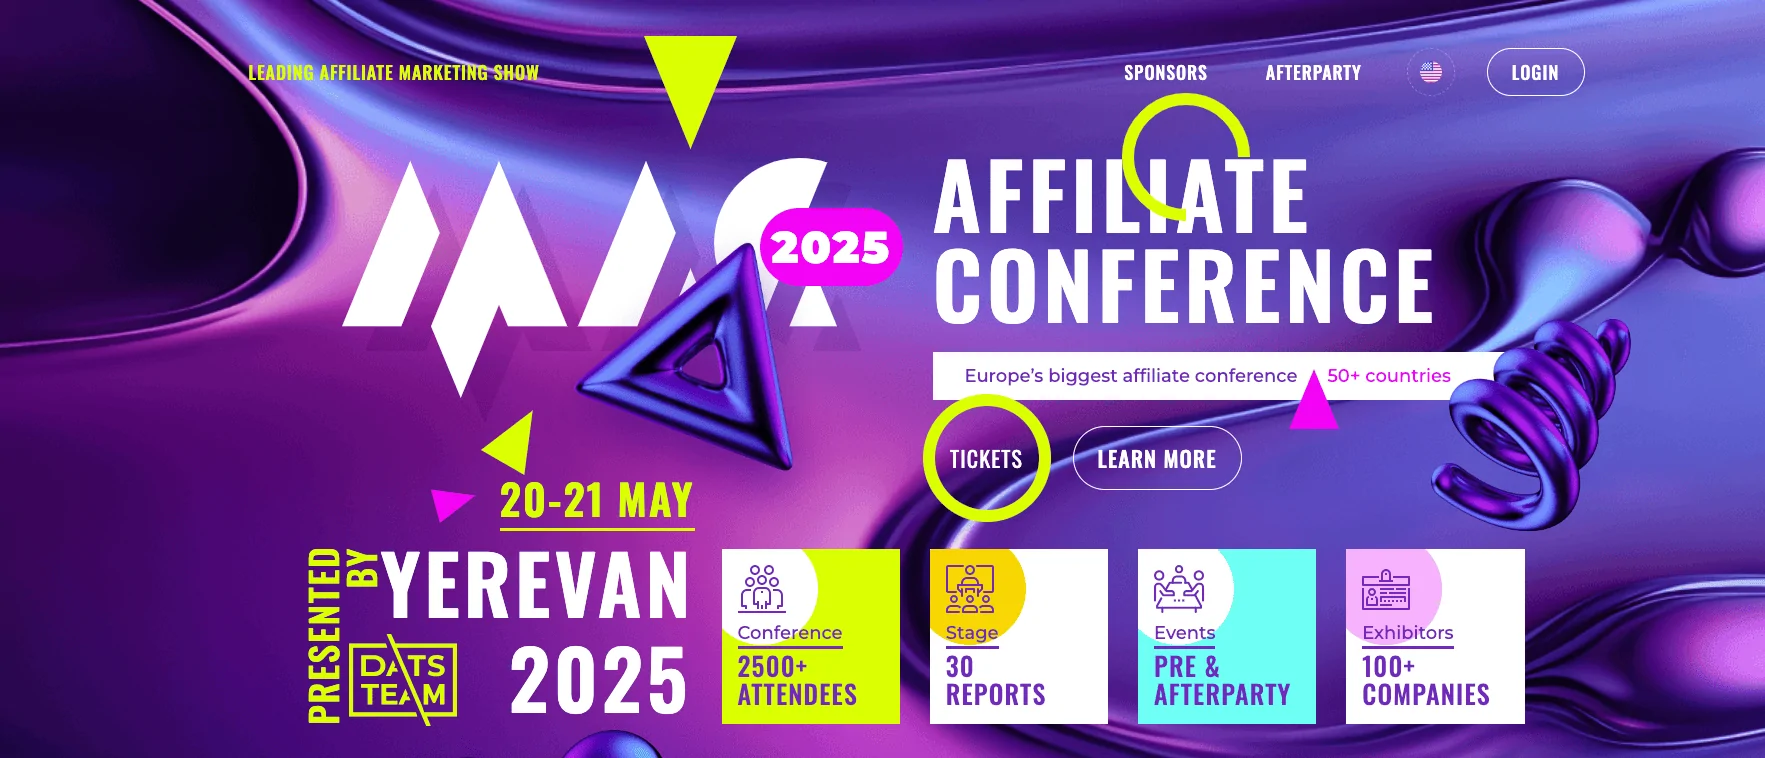 LEADING AFFILIATE MARKETING SHOW
SPONSORS
AFTERPARTY
LOGIN
MAC
2025
AFFILIATE
CONFERENCE
Europe’s biggest affiliate conference
50+ countries
TICKETS
LEARN MORE
20-21 MAY
YEREVAN
2025
PRESENTED
BY
DATS
TEAM
Conference
2500+
ATTENDEES
Stage
30
REPORTS
Events
PRE &
AFTERPARTY
Exhibitors
100+
COMPANIES